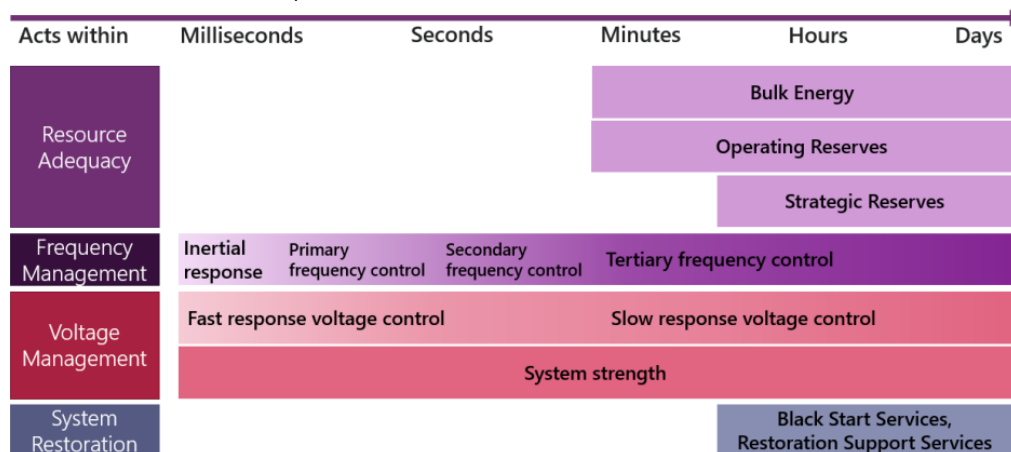 Acts within Milliseconds Seconds Minutes Hours Days
Resource
Adequacy
Bulk Energy
Operating Reserves
Strategic Reserves
Frequency
Management
Inertial
response
Primary
frequency control
Secondary
frequency control
Tertiary frequency control
Voltage
Management
Fast response voltage control
Slow response voltage control
System strength
System
Restoration
Black Start Services,
Restoration Support Services